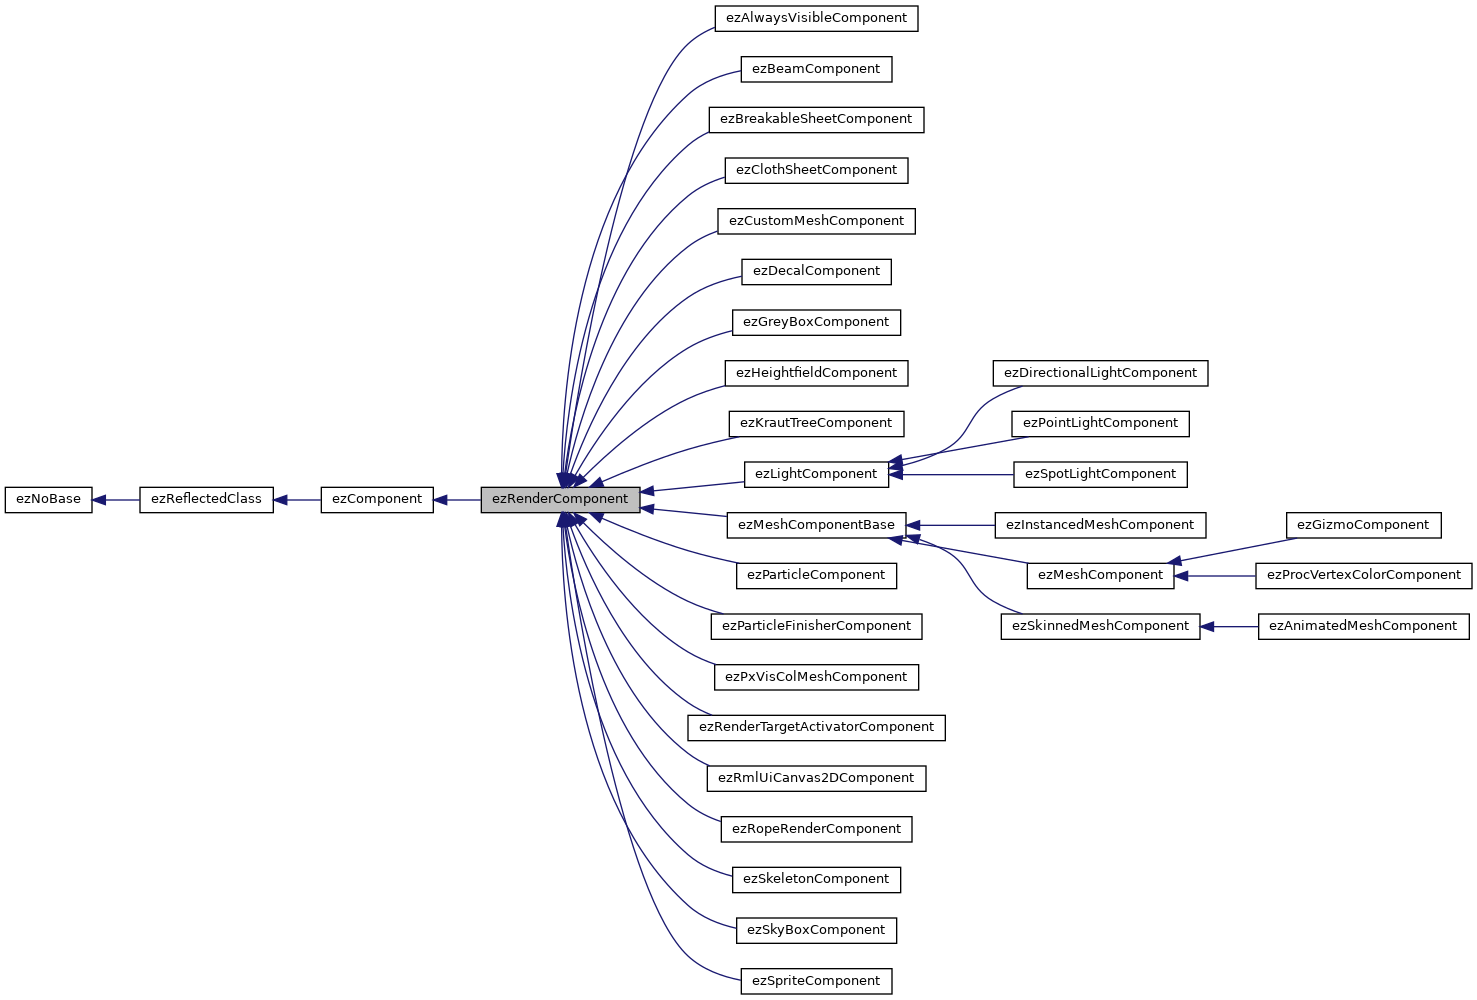 ezAlwaysVisibleComponent
ezBeamComponent
ezBreakableSheetComponent
ezClothSheetComponent
ezCustomMeshComponent
ezDecalComponent
ezGreyBoxComponent
ezHeightfieldComponent
ezDirectionalLightComponent
ezKrautTreeComponent
ezPointLightComponent
ezLightComponent
ezSpotLightComponent
ezNoBase
ezReflectedClass
ezComponent
ezRenderComponent
ezMeshComponentBase
ezInstancedMeshComponent
ezGizmoComponent
ezParticleComponent
ezMeshComponent
ezProcVertexColorComponent
ezParticleFinisherComponent
ezSkinnedMeshComponent
ezAnimatedMeshComponent
ezPxVisColMeshComponent
ezRenderTargetActivatorComponent
ezRmlUiCanvas2DComponent
ezRopeRenderComponent
ezSkeletonComponent
ezSkyBoxComponent
ezSpriteComponent